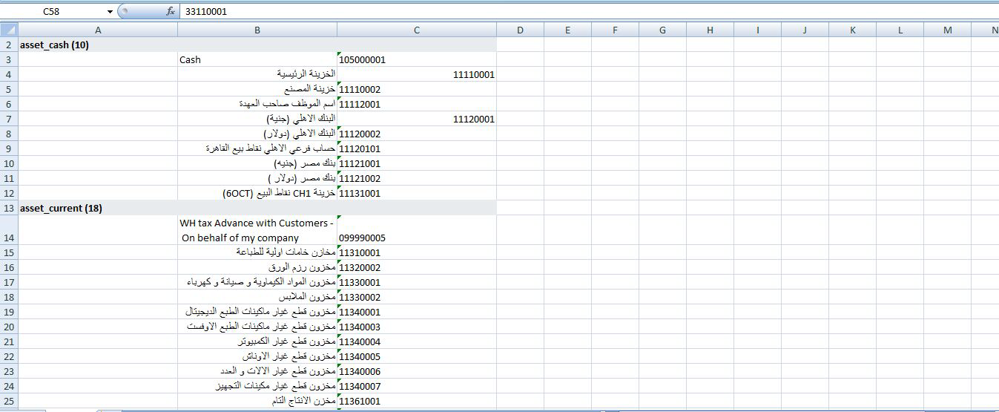 C58 fx 33110001
A B C D E F G H I J K L M N
2 asset_cash (10)
3 Cash 105000001
4 الخزينة الرئيسية 11110001
5 خزينة المصنع 11110002
6 اسم الموظف صاحب العهدة 11112001
7 البنك الاهلي (جنية) 11120001
8 البنك الاهلي (دولار) 11120002
9 حساب فرعي الاهلي نقاط بيع القاهرة 11120101
10 بنك مصر (جنيه) 11121001
11 بنك مصر (دولار ) 11121002
12 خزينة CH1 نقاط البيع (6OCT) 11131001
13 asset_current (18)
WH tax Advance with Customers -
14 On behalf of my company 099990005
15 مخازن خامات اولية للطباعة 11310001
16 مخزون رزم الورق 11320002
17 مخزون المواد الكيماوية و صيانة و كهرباء 11330001
18 مخزون الملابس 11330002
19 مخزون قطع غيار ماكينات الطبع الديجيتال 11340001
20 مخزون قطع غيار ماكينات الطبع الاوفست 11340003
21 مخزون قطع غيار الكمبيوتر 11340004
22 مخزون قطع غيار الاوناش 11340005
23 مخزون قطع غيار الالات و العدد 11340006
24 مخزون قطع غيار مكينات التجهيز 11340007
25 مخزن الانتاج التام 11361001